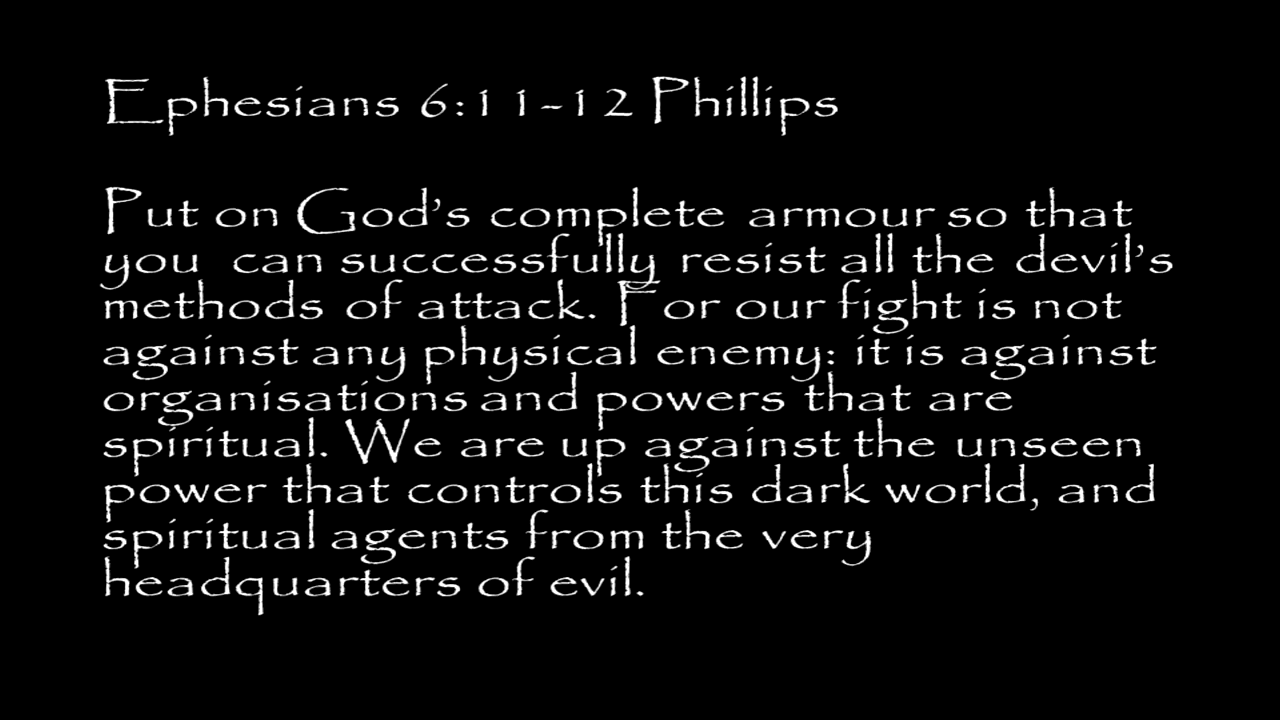 Ephesians 6:11-12 Phillips
Put on God's complete armour so that
you can successfully resist all the devil's
methods of attack. For our fight is not
against any physical enemy: it is against
organisations and powers that are
spiritual. We are up against the unseen
power that controls this dark world, and
spiritual agents from the very
headquarters of evil.